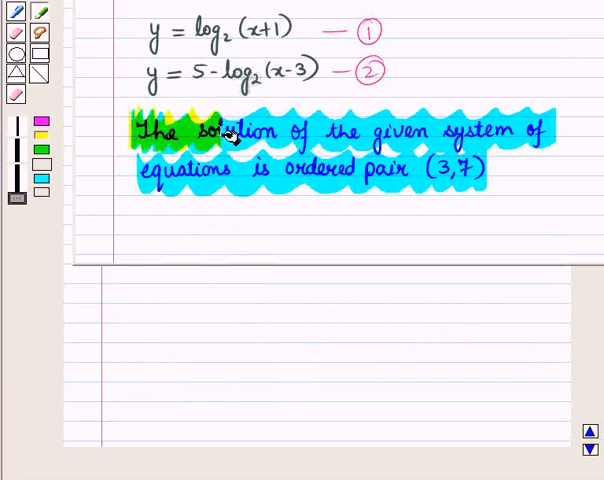 y = log₂ (x+1) — ①
y = 5 - log₂ (x-3) — ②
The solution of the given system of
equations is ordered pair (3,7)